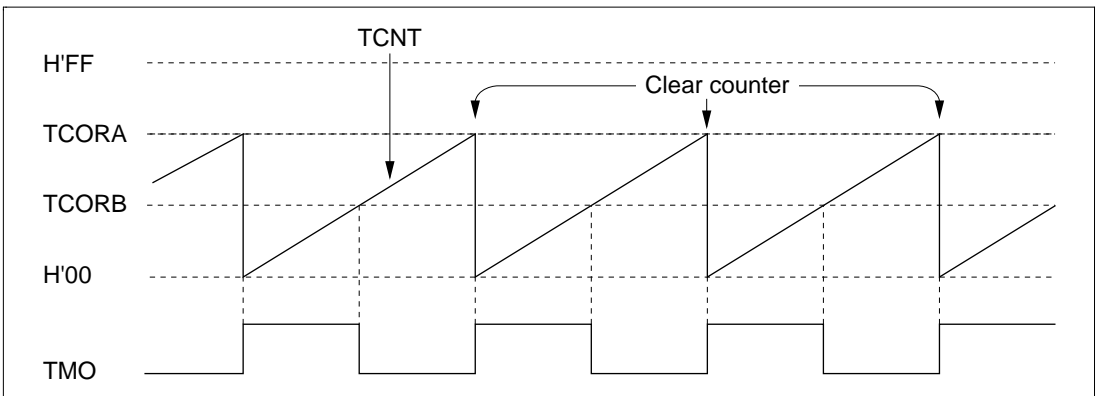 TCNT
H'FF
Clear counter
TCORA
TCORB
H'00
TMO